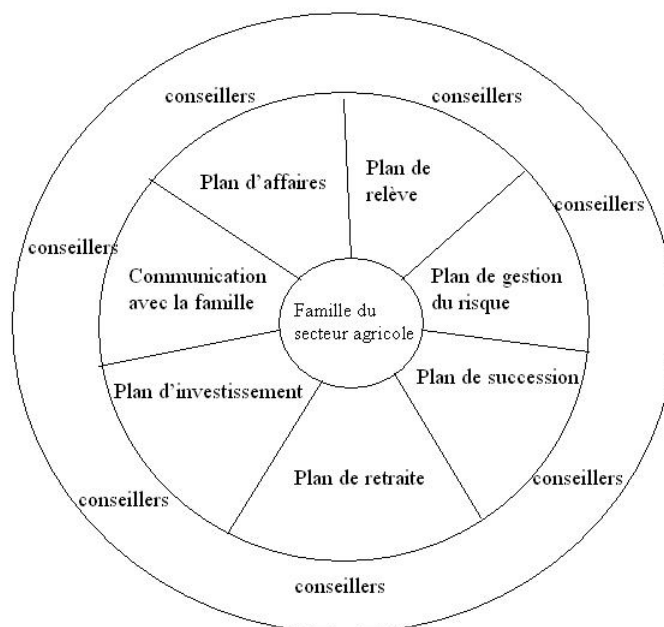 conseillers
conseillers
Plan d'affaires
Plan de
relève
conseillers
conseillers
Communication
avec la famille
Plan de gestion
du risque
Famille du
secteur agricole
Plan d'investissement
Plan de succession
Plan de retraite
conseillers
conseillers
conseillers